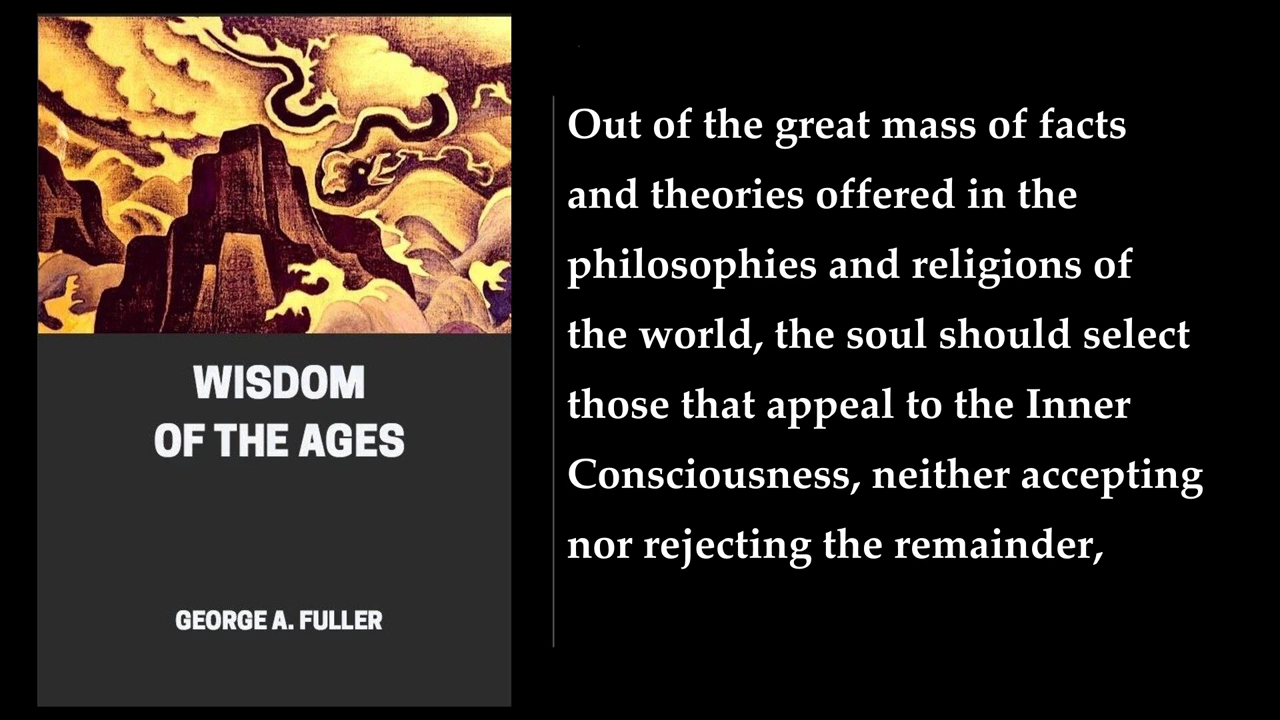 WISDOM
OF THE AGES
GEORGE A. FULLER
Out of the great mass of facts
and theories offered in the
philosophies and religions of
the world, the soul should select
those that appeal to the Inner
Consciousness, neither accepting
nor rejecting the remainder,